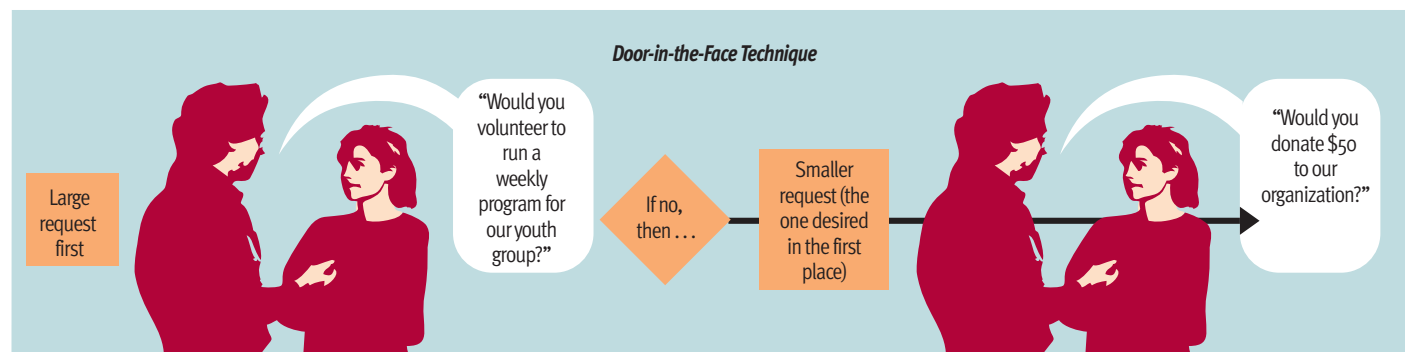 Door-in-the-Face Technique
Large
request
first
“Would you
volunteer to
run a
weekly
program for
our youth
group?”
If no,
then . . .
Smaller
request (the
one desired
in the first
place)
“Would you
donate $50
to our
organization?”